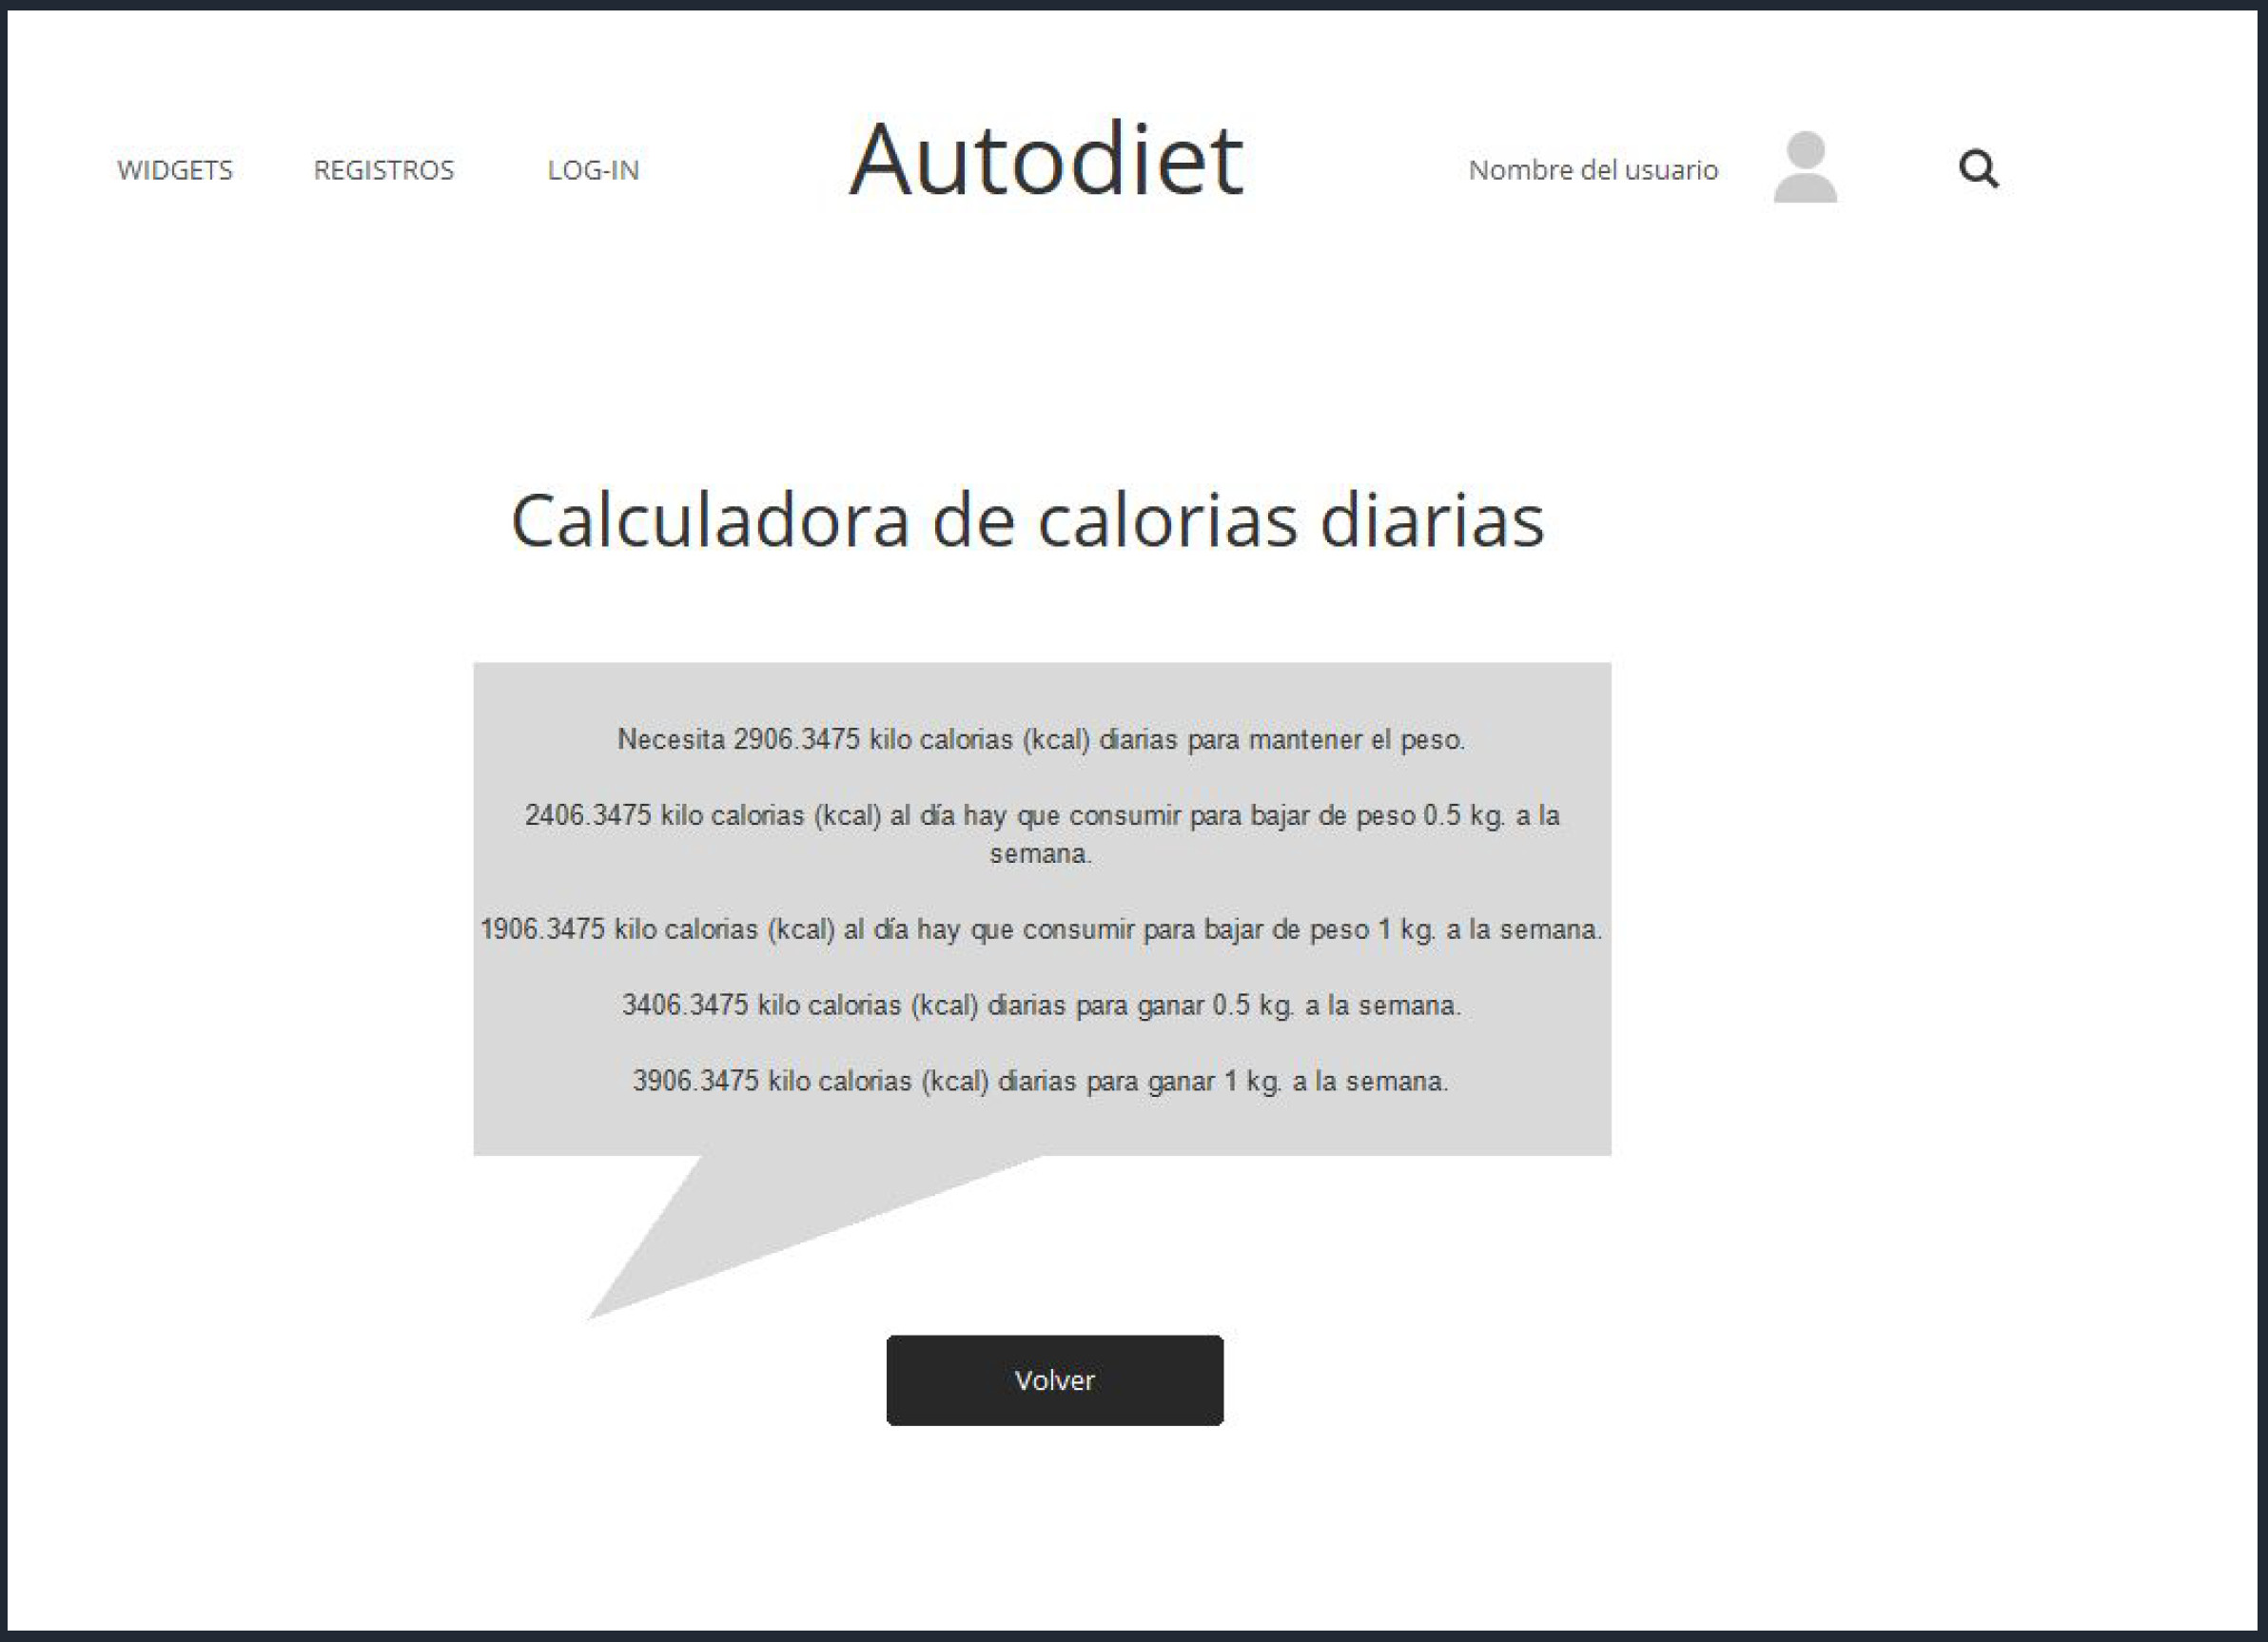 WIDGETS REGISTROS LOG-IN Autodiet Nombre del usuario
Calculadora de calorias diarias
Necesita 2906.3475 kilo calorias (kcal) diarias para mantener el peso.
2406.3475 kilo calorias (kcal) al día hay que consumir para bajar de peso 0.5 kg. a la
semana.
1906.3475 kilo calorias (kcal) al día hay que consumir para bajar de peso 1 kg. a la semana.
3406.3475 kilo calorias (kcal) diarias para ganar 0.5 kg. a la semana.
3906.3475 kilo calorias (kcal) diarias para ganar 1 kg. a la semana.
Volver